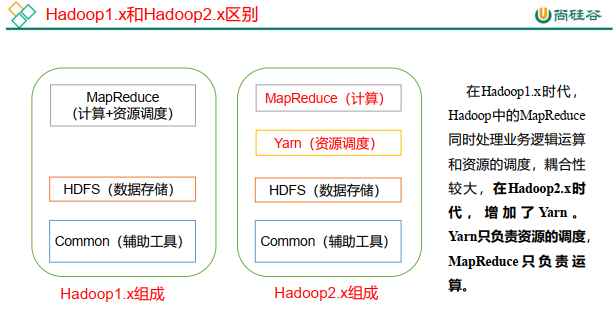 Hadoop1.x和Hadoop2.x区别
尚硅谷
MapReduce
（计算+资源调度）
HDFS（数据存储）
Common（辅助工具）
Hadoop1.x组成
MapReduce（计算）
Yarn（资源调度）
HDFS（数据存储）
Common（辅助工具）
Hadoop2.x组成
在Hadoop1.x时代，
Hadoop中的MapReduce
同时处理业务逻辑运算
和资源的调度，耦合性
较大，在Hadoop2.x时
代，增加了Yarn。
Yarn只负责资源的调度，
MapReduce只负责运
算。